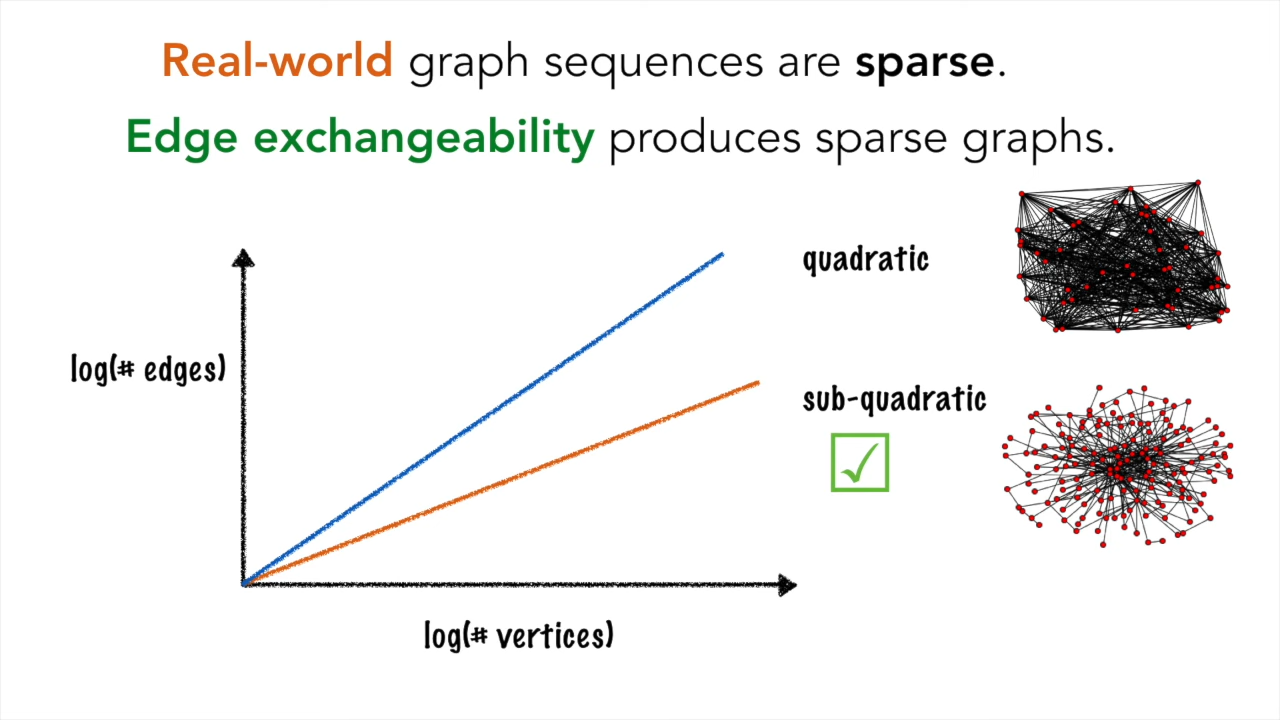 Real-world graph sequences are sparse.
Edge exchangeability produces sparse graphs.
quadratic
log(# edges)
sub-quadratic
log(# vertices)